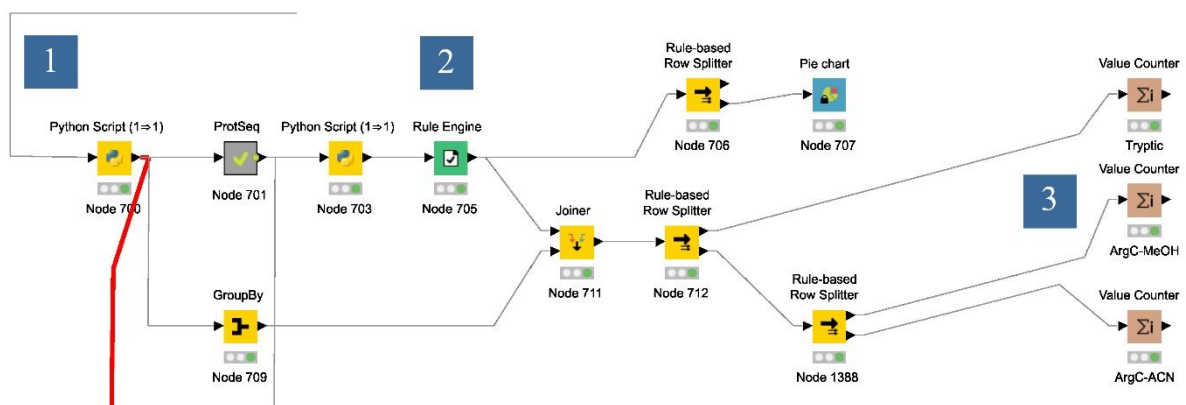 1
2
Rule-based
Row Splitter
Pie chart
Value Counter
Python Script (1⇒1)
ProtSeq
Python Script (1⇒1)
Rule Engine
Node 706
Node 707
Tryptic
Node 700
Node 701
Node 703
Node 705
Joiner
Rule-based
Row Splitter
3
Value Counter
ArgC-MeOH
GroupBy
Node 711
Node 712
Rule-based
Row Splitter
Value Counter
Node 709
Node 1388
ArgC-ACN